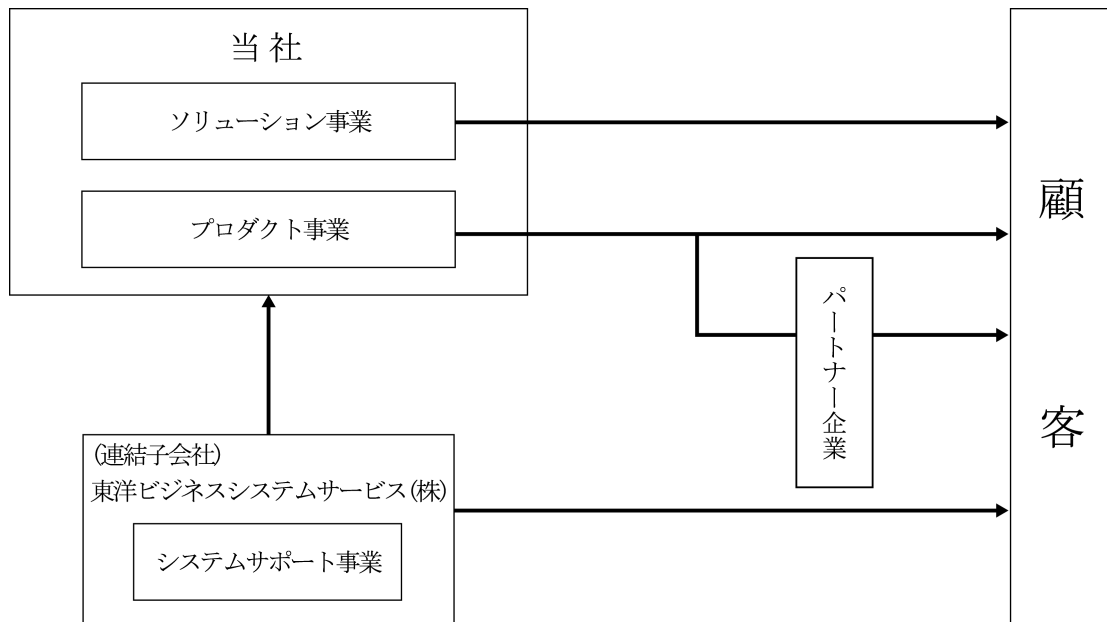 当 社
ソリューション事業
プロダクト事業
パートナー企業
顧客
(連結子会社)
東洋ビジネスシステムサービス(株)
システムサポート事業